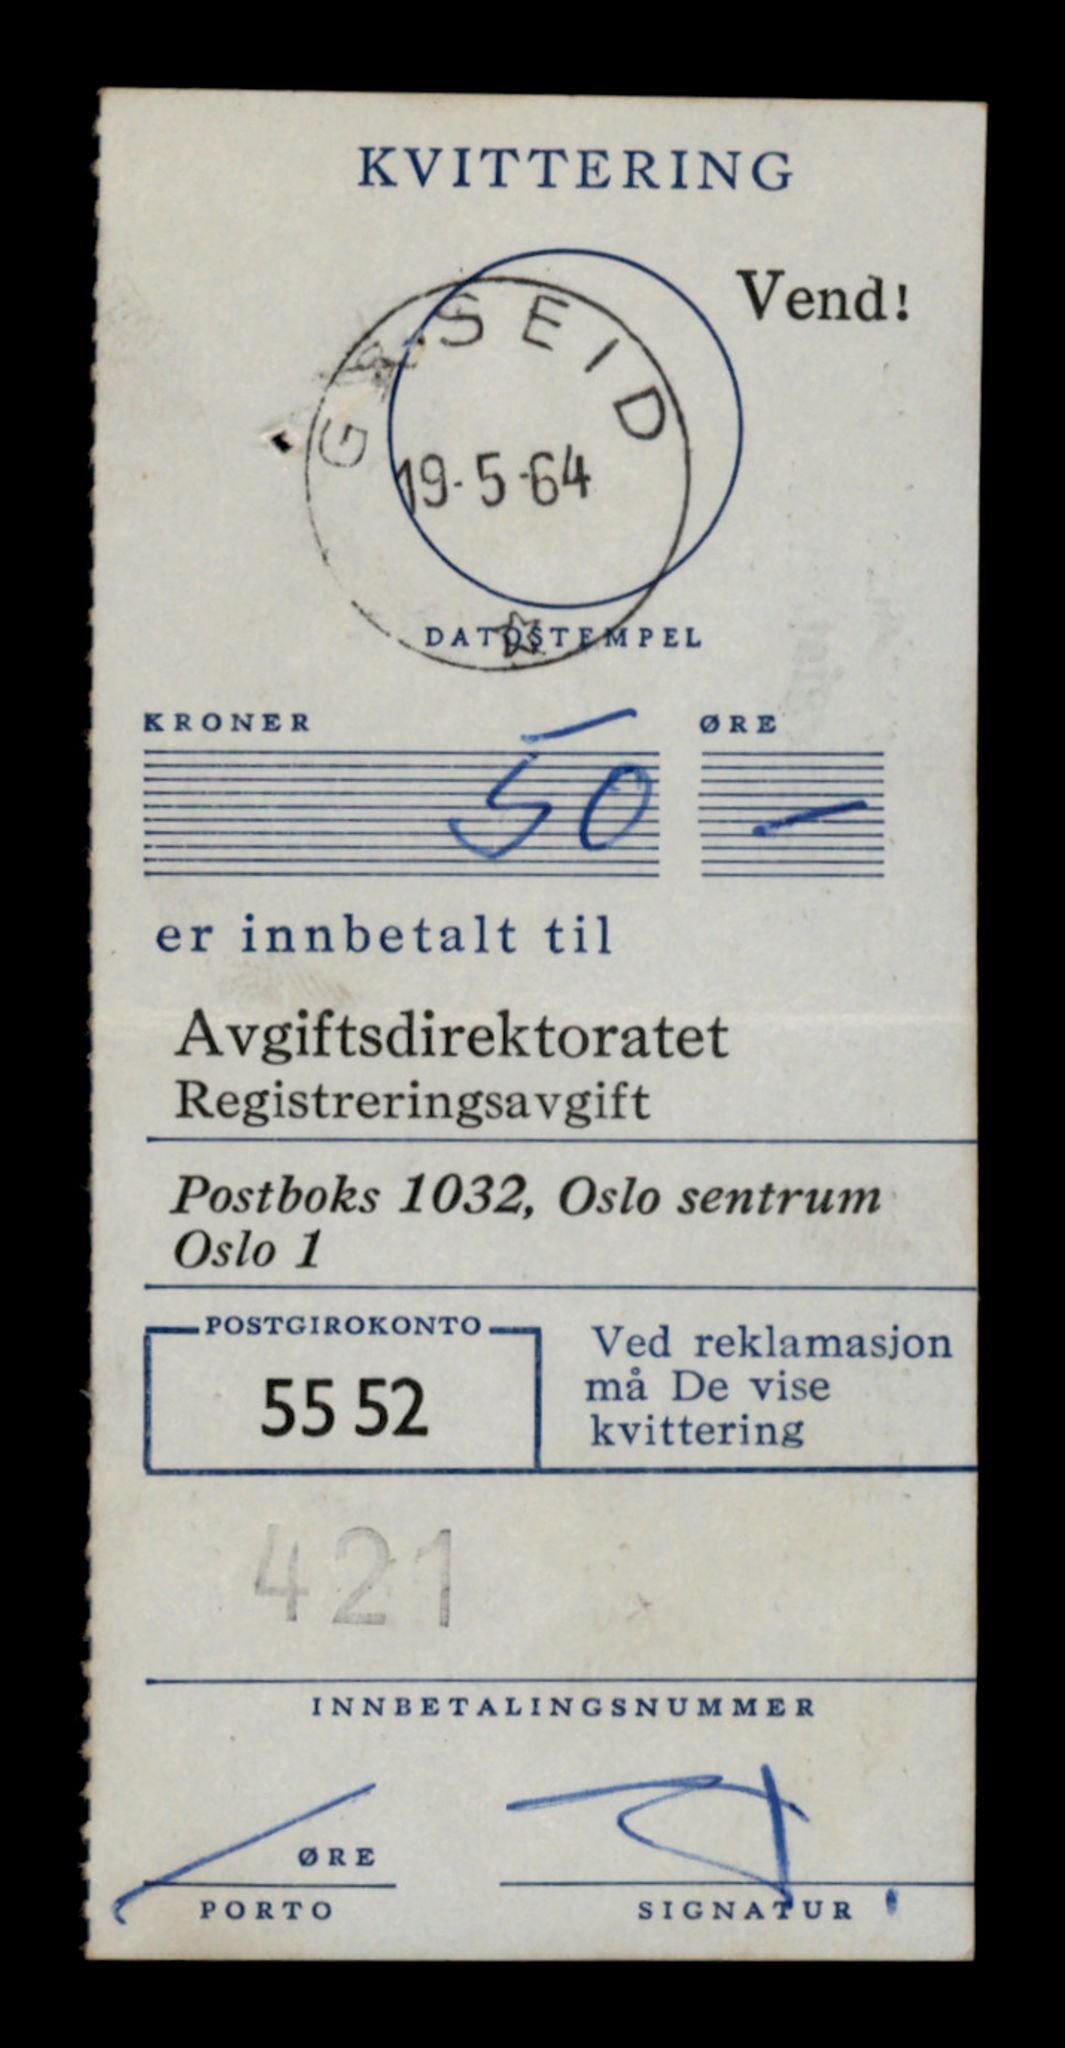 KVITTERING
Vend!
SEID
19-5-64
DATOSTEMPEL
KRONER ØRE
50 —
er innbetalt til
Avgiftsdirektoratet
Registreringsavgift
Postboks 1032, Oslo sentrum
Oslo 1
POSTGIROKONTO
55 52
Ved reklamasjon
må De vise
kvittering
421
INNBETALINGSNUMMER
ØRE
PORTO SIGNATUR